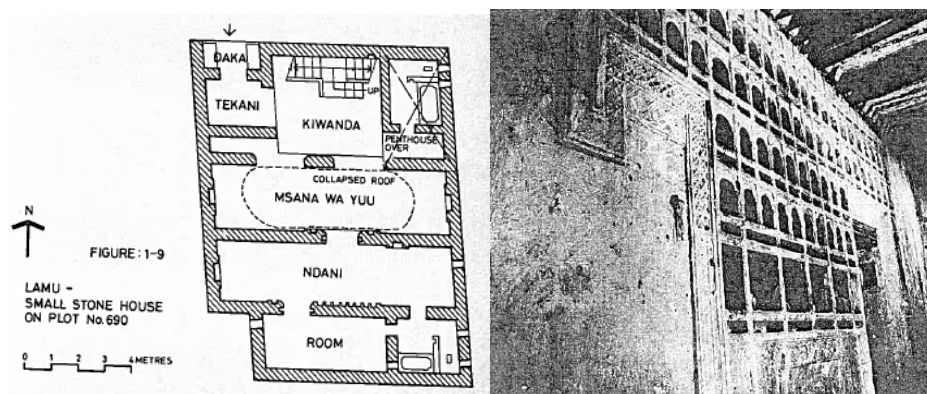 DAKA
TEKANI
KIWANDA
UP
PENTHOUSE
OVER
COLLAPSED ROOF
MSANA WA YUU
N
FIGURE: 1-9
NDANI
LAMU -
SMALL STONE HOUSE
ON PLOT No. 690
ROOM
0 1 2 3 4 METRES